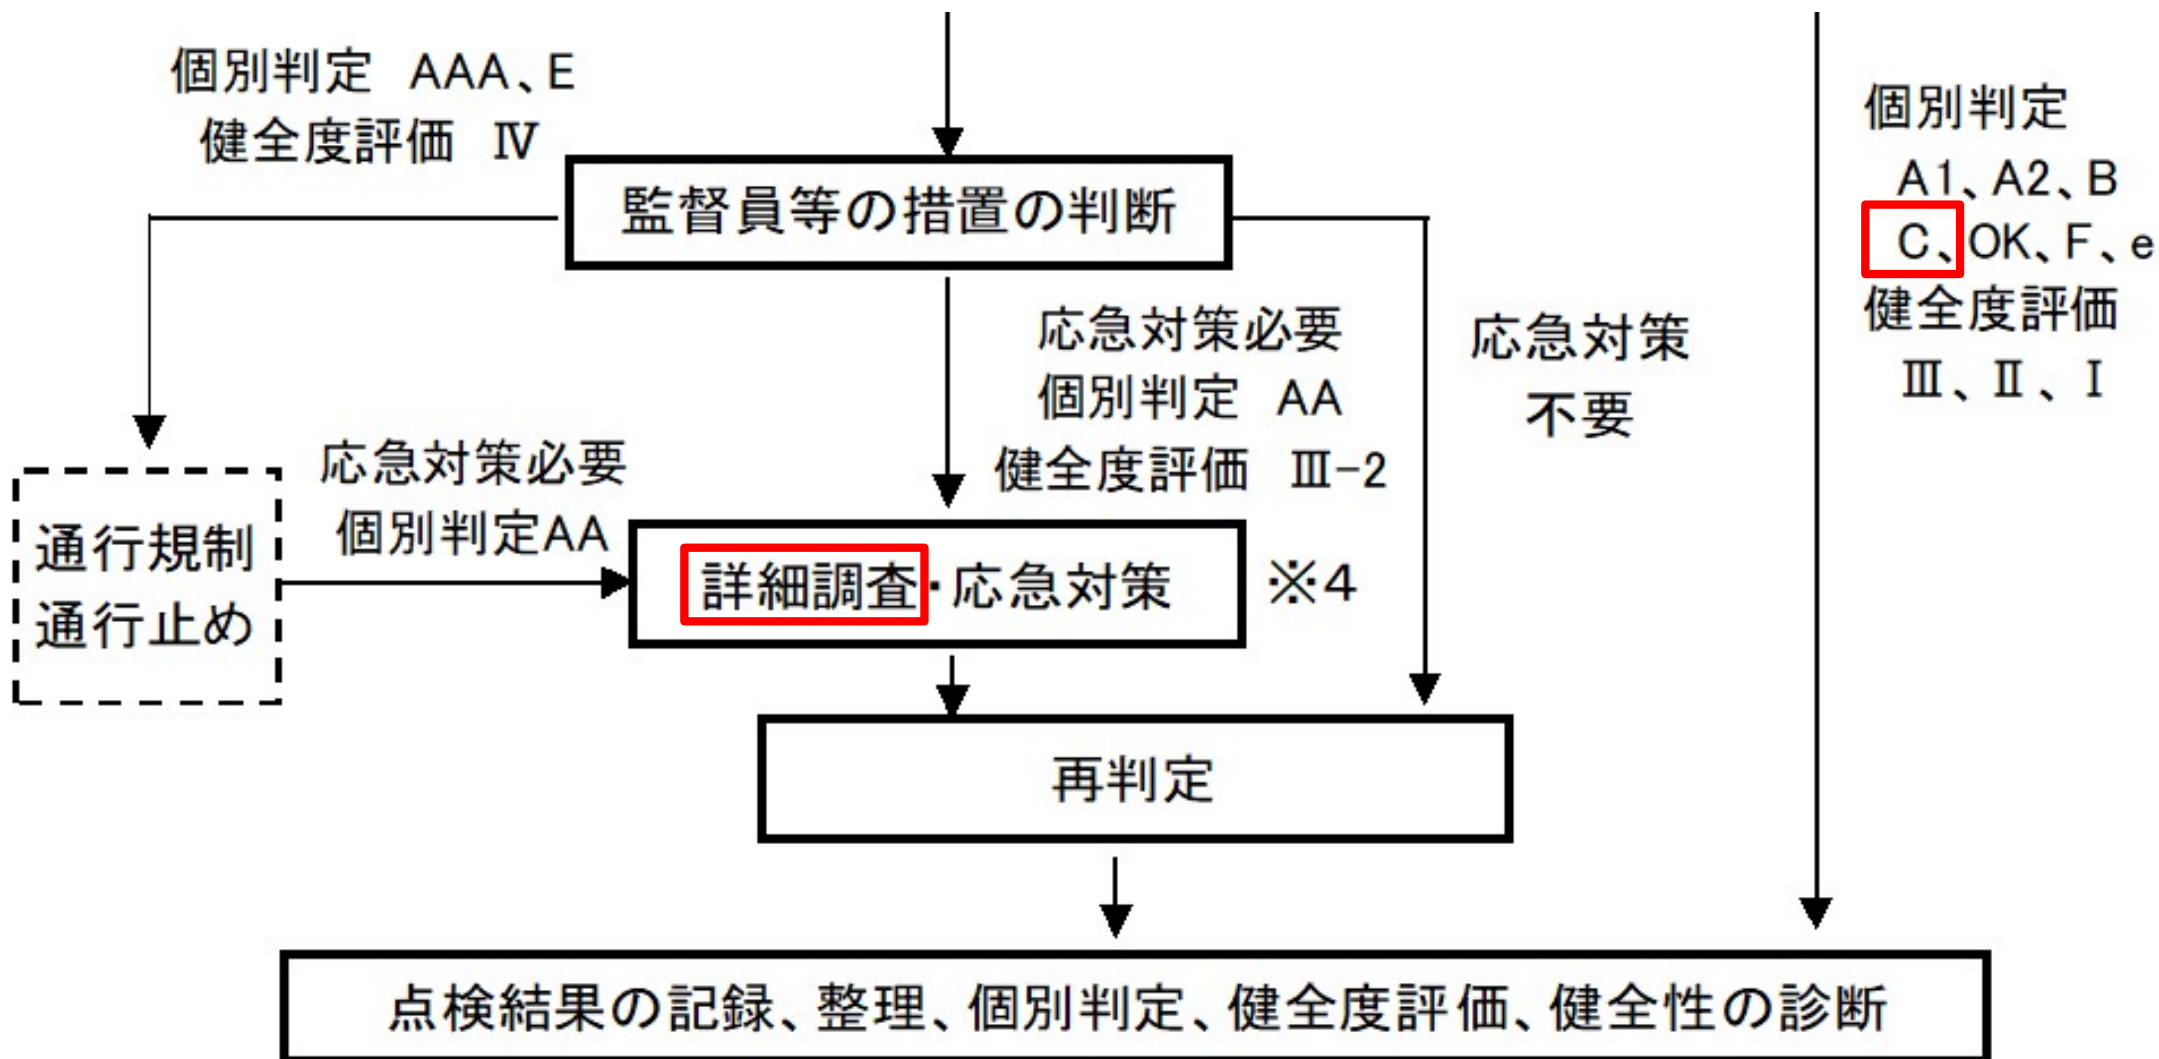 個別判定　AAA、E
健全度評価　Ⅳ
監督員等の措置の判断
個別判定
A1、A2、B
C、OK、F、e
健全度評価
Ⅲ、Ⅱ、Ⅰ
応急対策必要
個別判定　AA
健全度評価　Ⅲ-2
応急対策
不要
通行規制
通行止め
応急対策必要
個別判定AA
詳細調査・応急対策
※4
再判定
点検結果の記録、整理、個別判定、健全度評価、健全性の診断